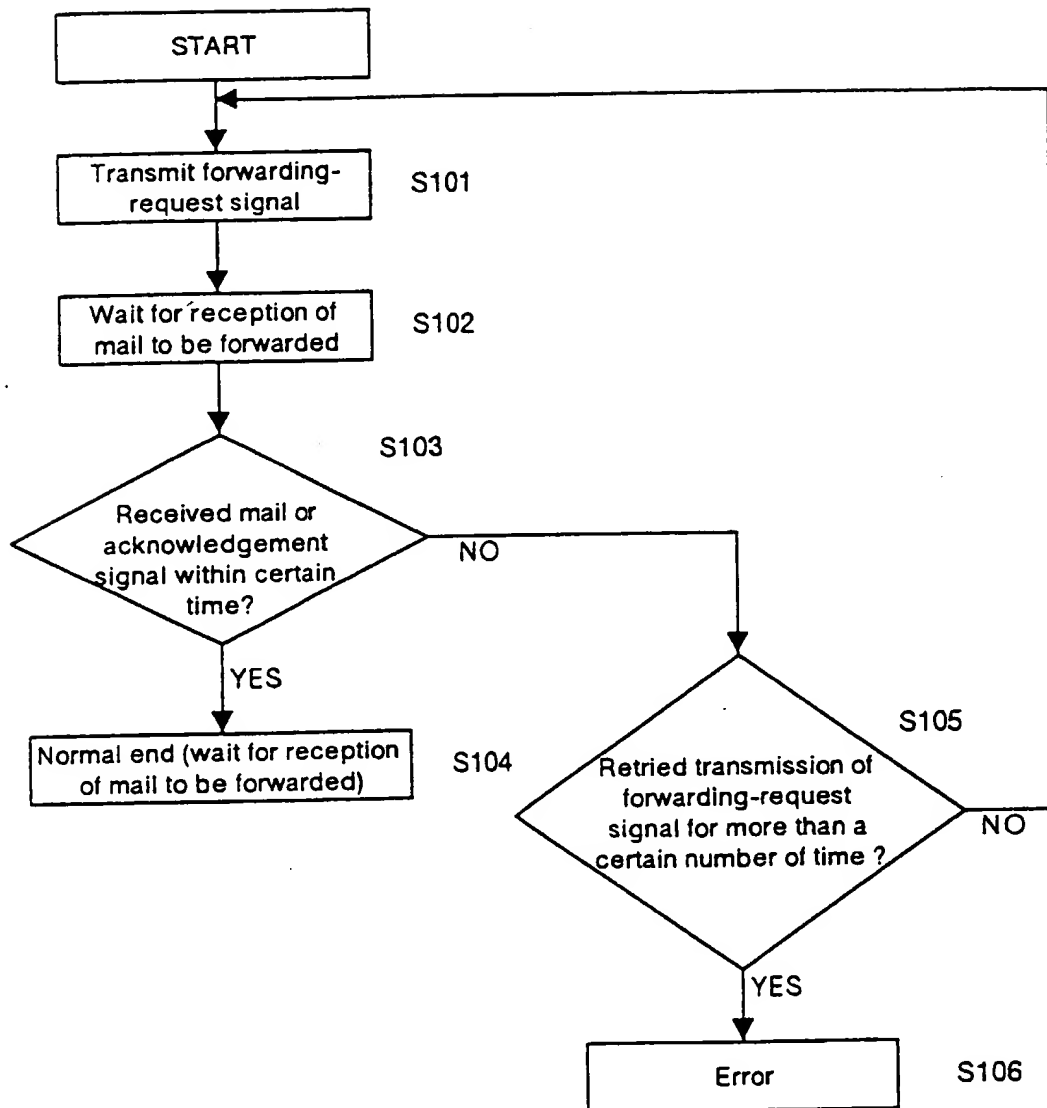 START
Transmit forwarding-
request signal
S101
Wait for reception of
mail to be forwarded
S102
S103
Received mail or
acknowledgement
signal within certain
time?
NO
YES
Normal end (wait for reception
of mail to be forwarded)
S104
S105
Retried transmission of
forwarding-request
signal for more than a
certain number of time ?
NO
YES
Error
S106